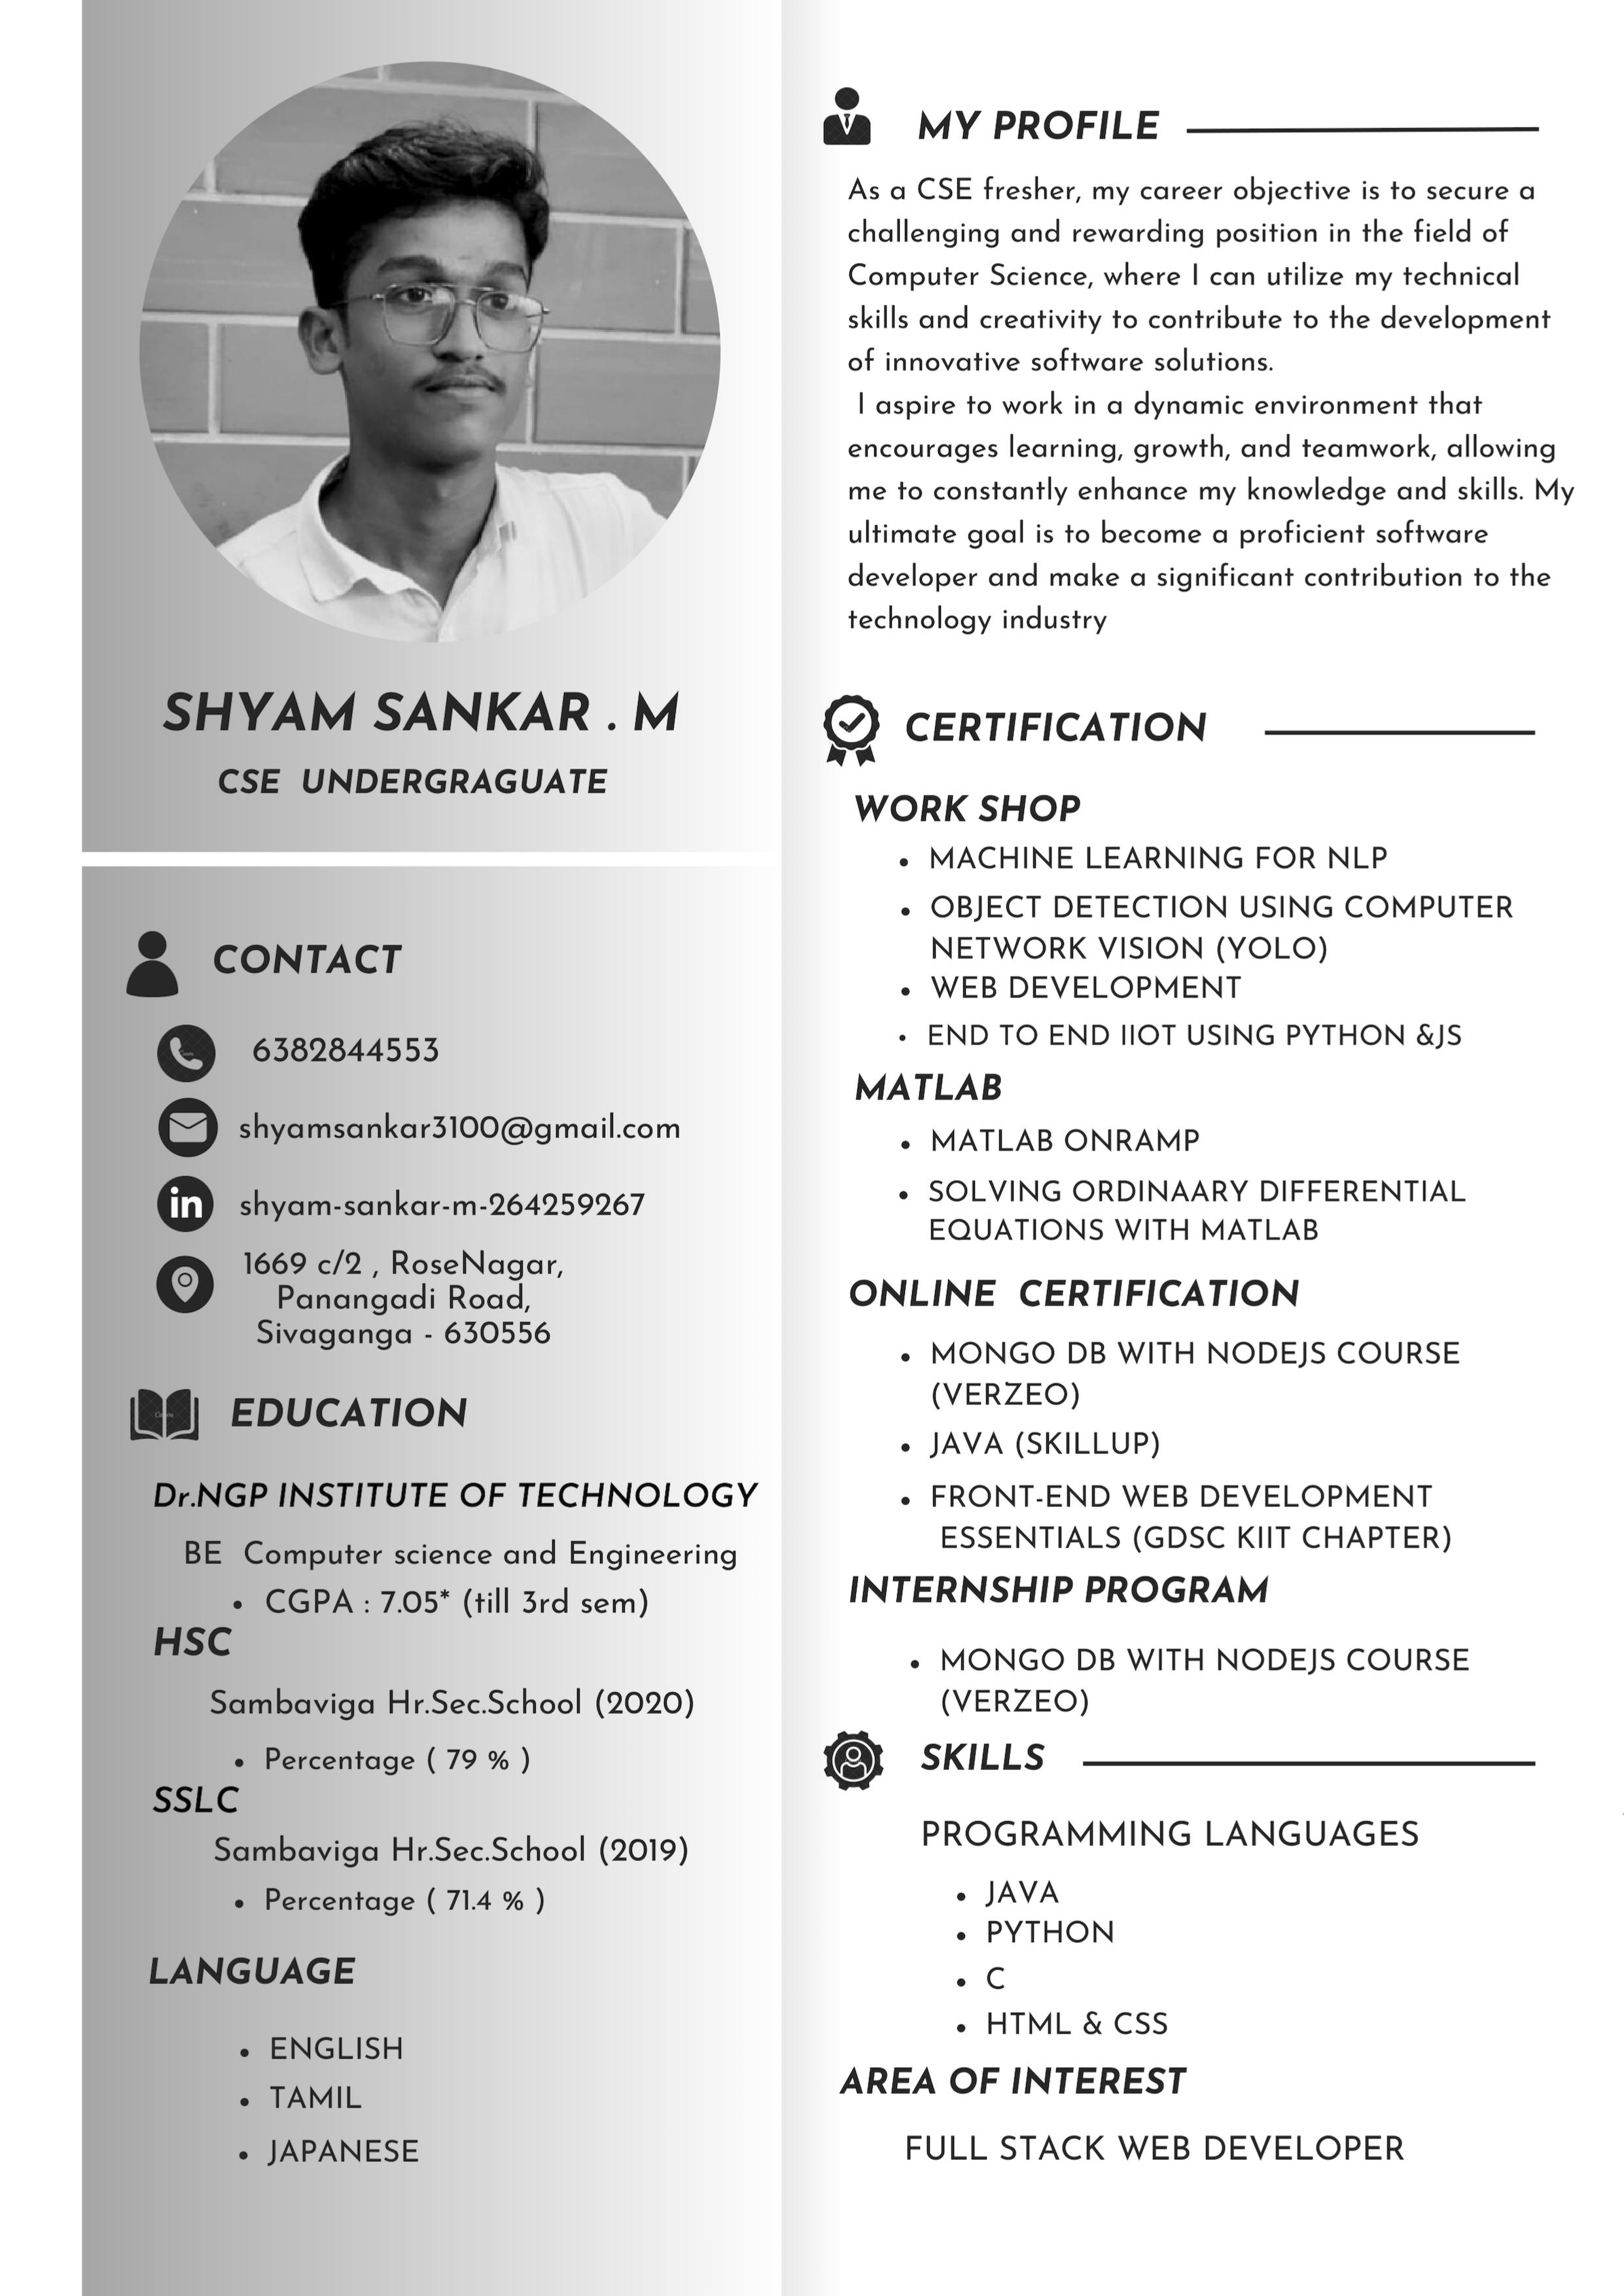 SHYAM SANKAR . M
CSE UNDERGRAGUATE
CONTACT
6382844553
shyamsankar3100@gmail.com
in
shyam-sankar-m-264259267
1669 c/2 , RoseNagar,
Panangadi Road,
Sivaganga - 630556
EDUCATION
Dr.NGP INSTITUTE OF TECHNOLOGY
BE Computer science and Engineering
• CGPA : 7.05* (till 3rd sem)
HSC
Sambaviga Hr.Sec.School (2020)
• Percentage ( 79 % )
SSLC
Sambaviga Hr.Sec.School (2019)
• Percentage ( 71.4 % )
LANGUAGE
• ENGLISH
• TAMIL
• JAPANESE
MY PROFILE
As a CSE fresher, my career objective is to secure a
challenging and rewarding position in the field of
Computer Science, where I can utilize my technical
skills and creativity to contribute to the development
of innovative software solutions.
I aspire to work in a dynamic environment that
encourages learning, growth, and teamwork, allowing
me to constantly enhance my knowledge and skills. My
ultimate goal is to become a proficient software
developer and make a significant contribution to the
technology industry
CERTIFICATION
WORK SHOP
• MACHINE LEARNING FOR NLP
• OBJECT DETECTION USING COMPUTER
NETWORK VISION (YOLO)
• WEB DEVELOPMENT
• END TO END IIOT USING PYTHON &JS
MATLAB
• MATLAB ONRAMP
• SOLVING ORDINAARY DIFFERENTIAL
EQUATIONS WITH MATLAB
ONLINE CERTIFICATION
• MONGO DB WITH NODEJS COURSE
(VERZEO)
• JAVA (SKILLUP)
• FRONT-END WEB DEVELOPMENT
ESSENTIALS (GDSC KIIT CHAPTER)
INTERNSHIP PROGRAM
• MONGO DB WITH NODEJS COURSE
(VERZEO)
SKILLS
PROGRAMMING LANGUAGES
• JAVA
• PYTHON
• C
• HTML & CSS
AREA OF INTEREST
FULL STACK WEB DEVELOPER